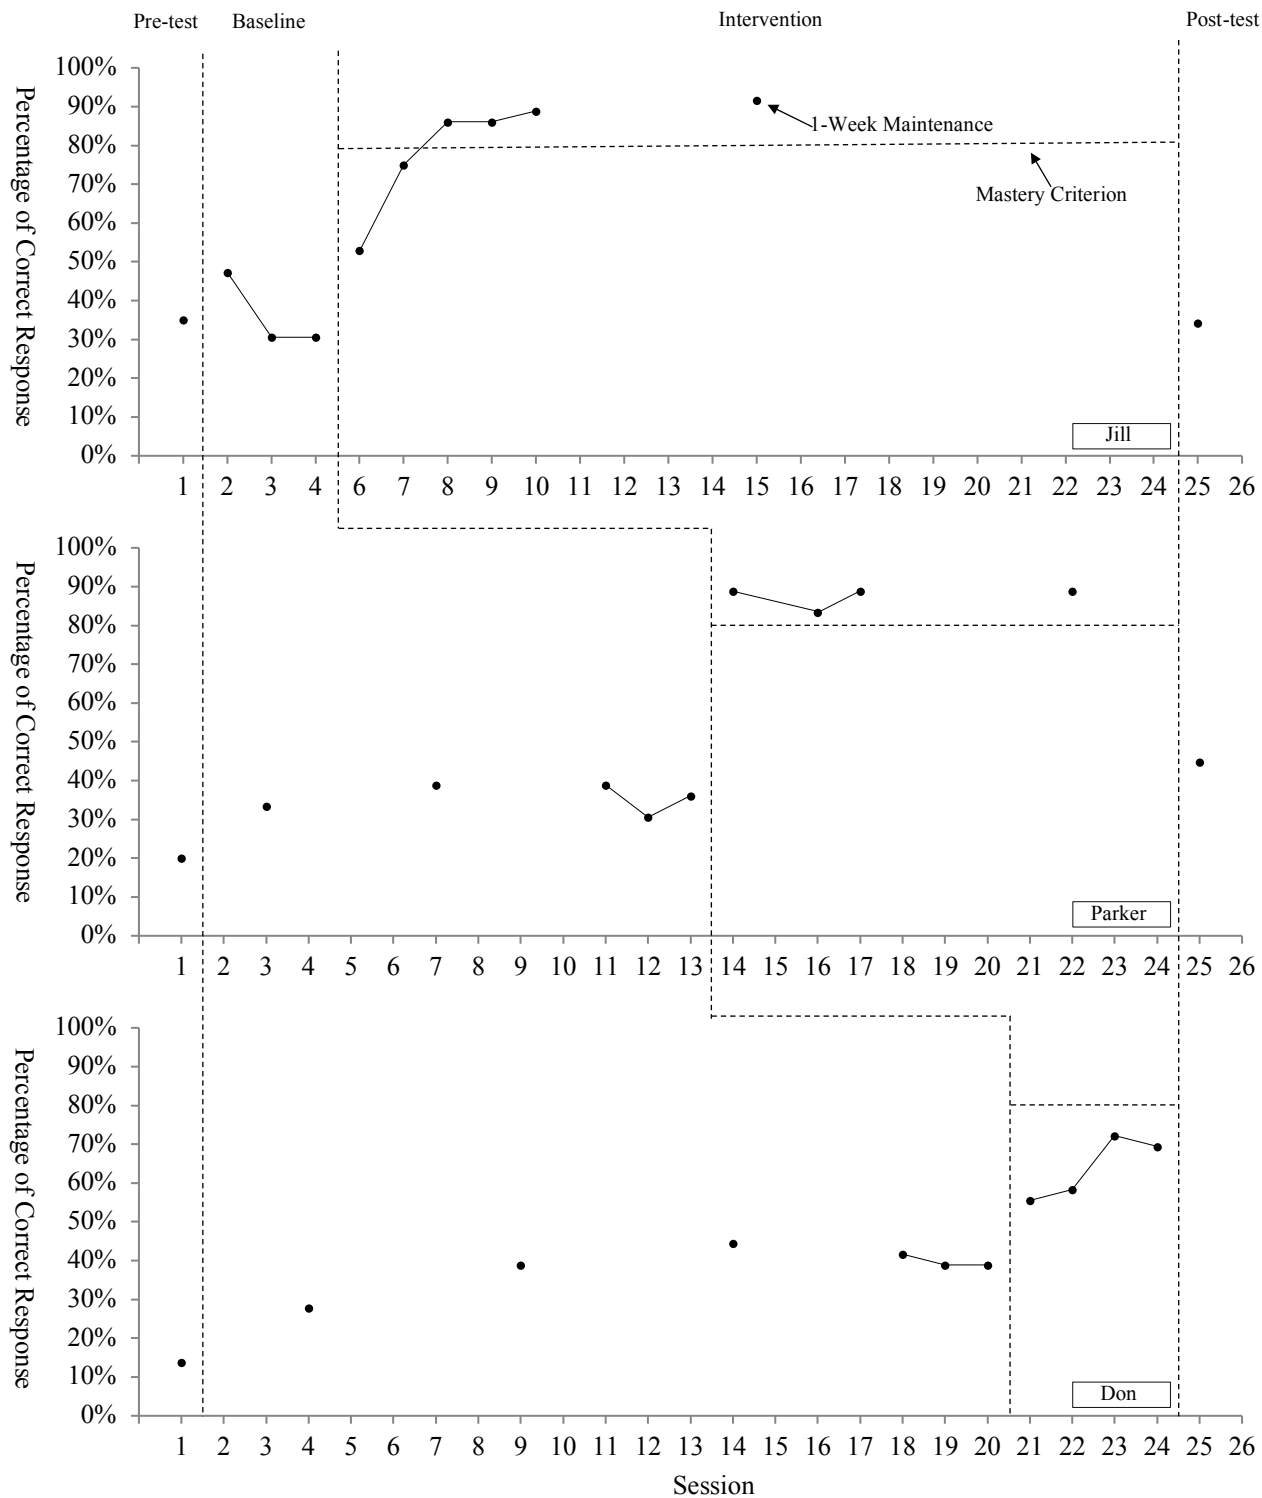 Pre-test Baseline Intervention Post-test
Percentage of Correct Response
100%
90%
80%
70%
60%
50%
40%
30%
20%
10%
0%
1-Week Maintenance
Mastery Criterion
Jill
1 2 3 4 6 7 8 9 10 11 12 13 14 15 16 17 18 19 20 21 22 23 24 25 26
Percentage of Correct Response
100%
90%
80%
70%
60%
50%
40%
30%
20%
10%
0%
Parker
1 2 3 4 5 6 7 8 9 10 11 12 13 14 15 16 17 18 19 20 21 22 23 24 25 26
Percentage of Correct Response
100%
90%
80%
70%
60%
50%
40%
30%
20%
10%
0%
Don
1 2 3 4 5 6 7 8 9 10 11 12 13 14 15 16 17 18 19 20 21 22 23 24 25 26
Session